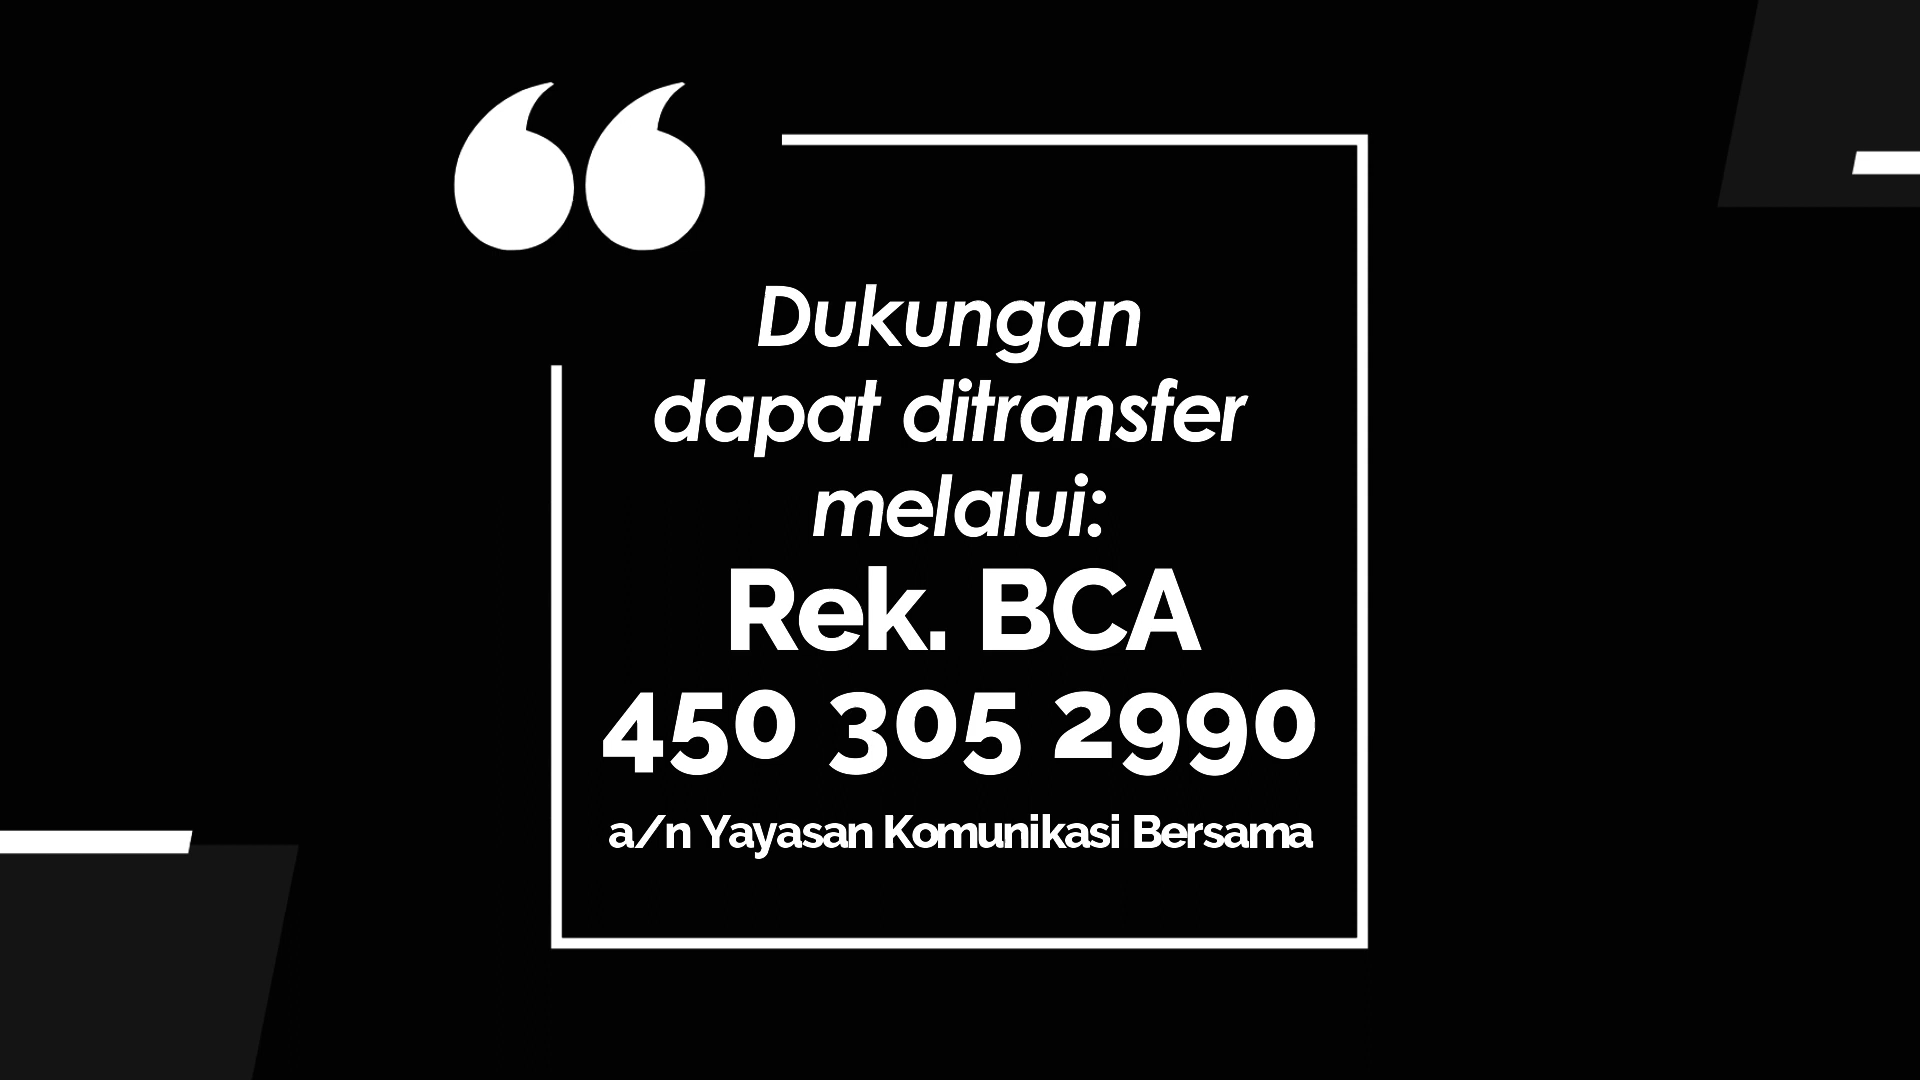 Dukungan
dapat ditransfer
melalui:
Rek. BCA
450 305 2990
a/n Yayasan Komunikasi Bersama